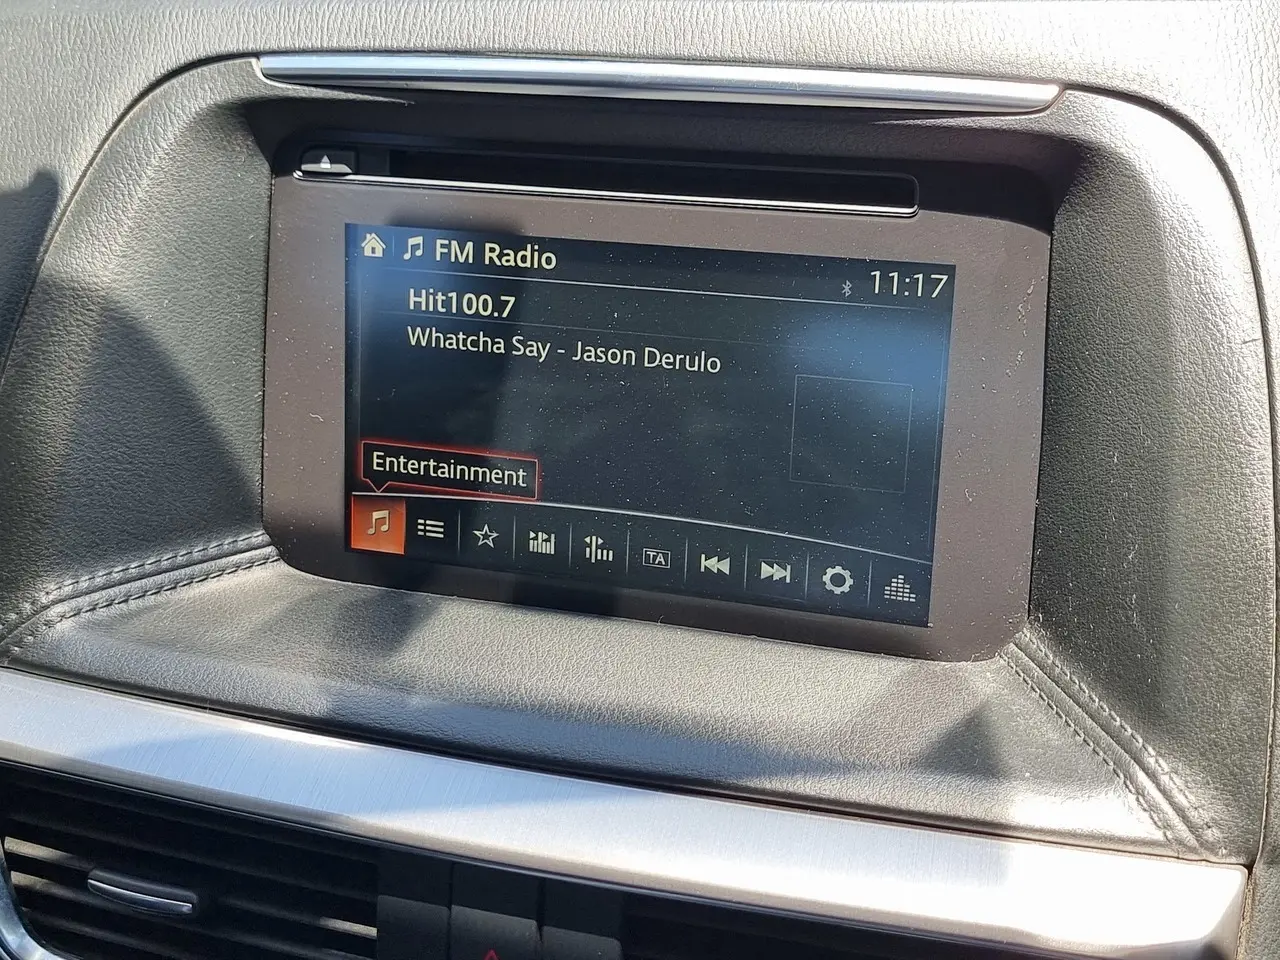 FM Radio
11:17
Hit100.7
Whatcha Say - Jason Derulo
Entertainment
TA